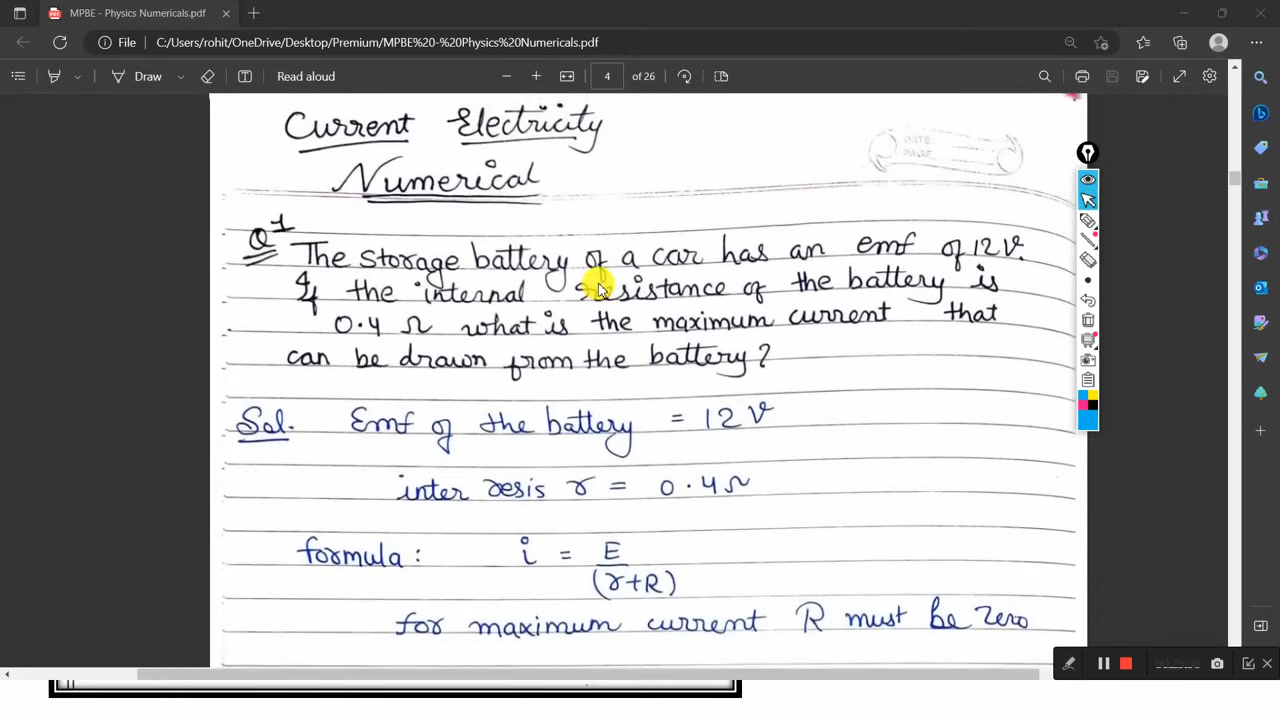 MPBE - Physics Numericals.pdf
File C:/Users/rohit/OneDrive/Desktop/Premium/MPBE%20-%20Physics%20Numericals.pdf
Draw Read aloud 4 of 26
Current Electricity
Numerical
DATE
PAGE
Q1 The storage battery of a car has an emf of 12 V.
If the internal resistance of the battery is
0.4 Ω what is the maximum current that
can be drawn from the battery?
Sol. Emf of the battery = 12 V
inter resis r = 0.4 Ω
formula: i = E
(r+R)
for maximum current R must be zero